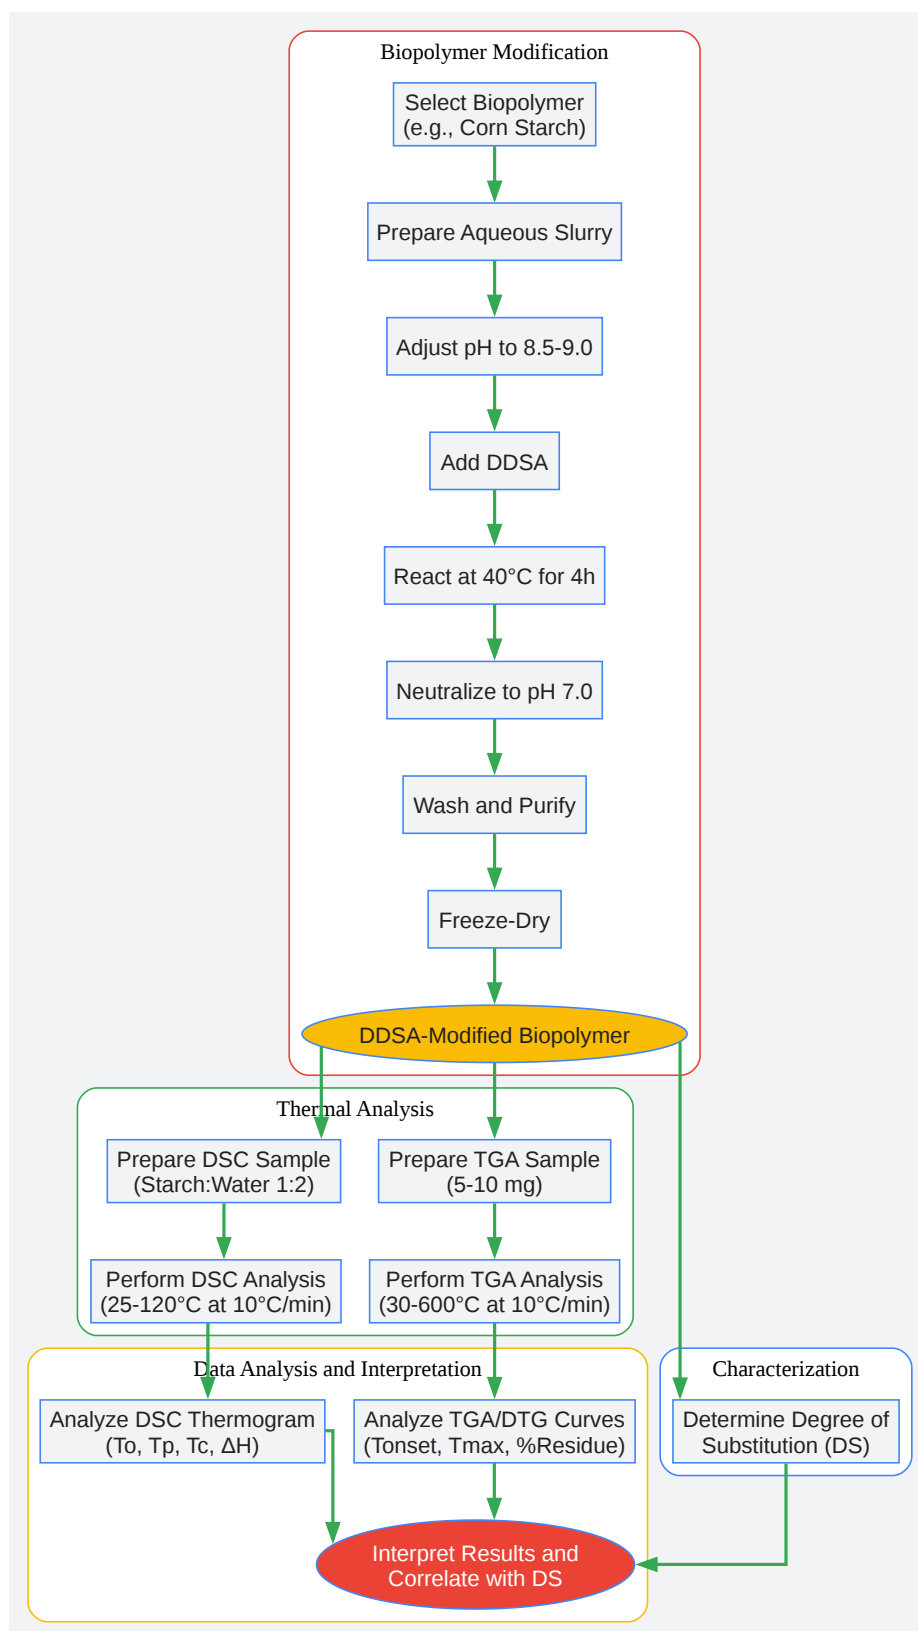 Biopolymer Modification
Select Biopolymer
(e.g., Corn Starch)
Prepare Aqueous Slurry
Adjust pH to 8.5-9.0
Add DDSA
React at 40°C for 4h
Neutralize to pH 7.0
Wash and Purify
Freeze-Dry
DDSA-Modified Biopolymer
Thermal Analysis
Prepare DSC Sample
(Starch:Water 1:2)
Prepare TGA Sample
(5-10 mg)
Perform DSC Analysis
(25-120°C at 10°C/min)
Perform TGA Analysis
(30-600°C at 10°C/min)
Data Analysis and Interpretation
Characterization
Analyze DSC Thermogram
(To, Tp, Tc, ΔH)
Analyze TGA/DTG Curves
(Tonset, Tmax, %Residue)
Determine Degree of
Substitution (DS)
Interpret Results and
Correlate with DS